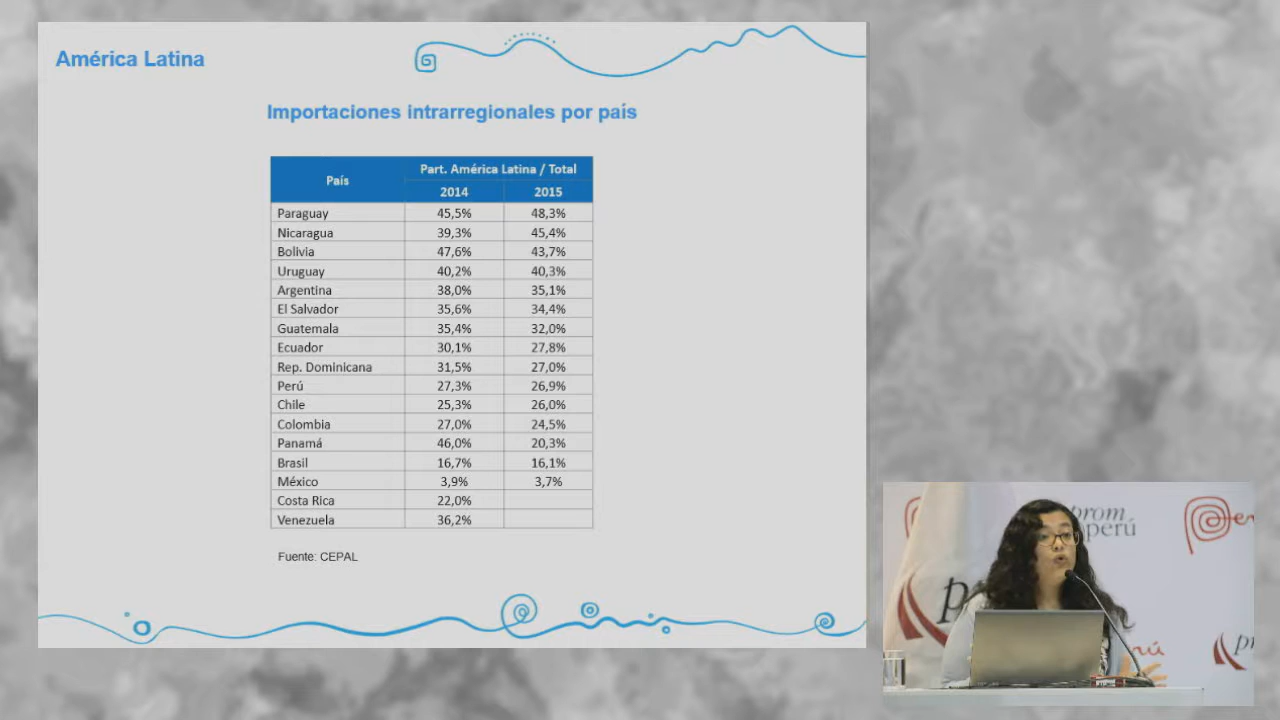 América Latina
Importaciones intrarregionales por país
País Part. América Latina / Total
2014 2015
Paraguay 45,5% 48,3%
Nicaragua 39,3% 45,4%
Bolivia 47,6% 43,7%
Uruguay 40,2% 40,3%
Argentina 38,0% 35,1%
El Salvador 35,6% 34,4%
Guatemala 35,4% 32,0%
Ecuador 30,1% 27,8%
Rep. Dominicana 31,5% 27,0%
Perú 27,3% 26,9%
Chile 25,3% 26,0%
Colombia 27,0% 24,5%
Panamá 46,0% 20,3%
Brasil 16,7% 16,1%
México 3,9% 3,7%
Costa Rica 22,0%
Venezuela 36,2%
Fuente: CEPAL
prom
perú